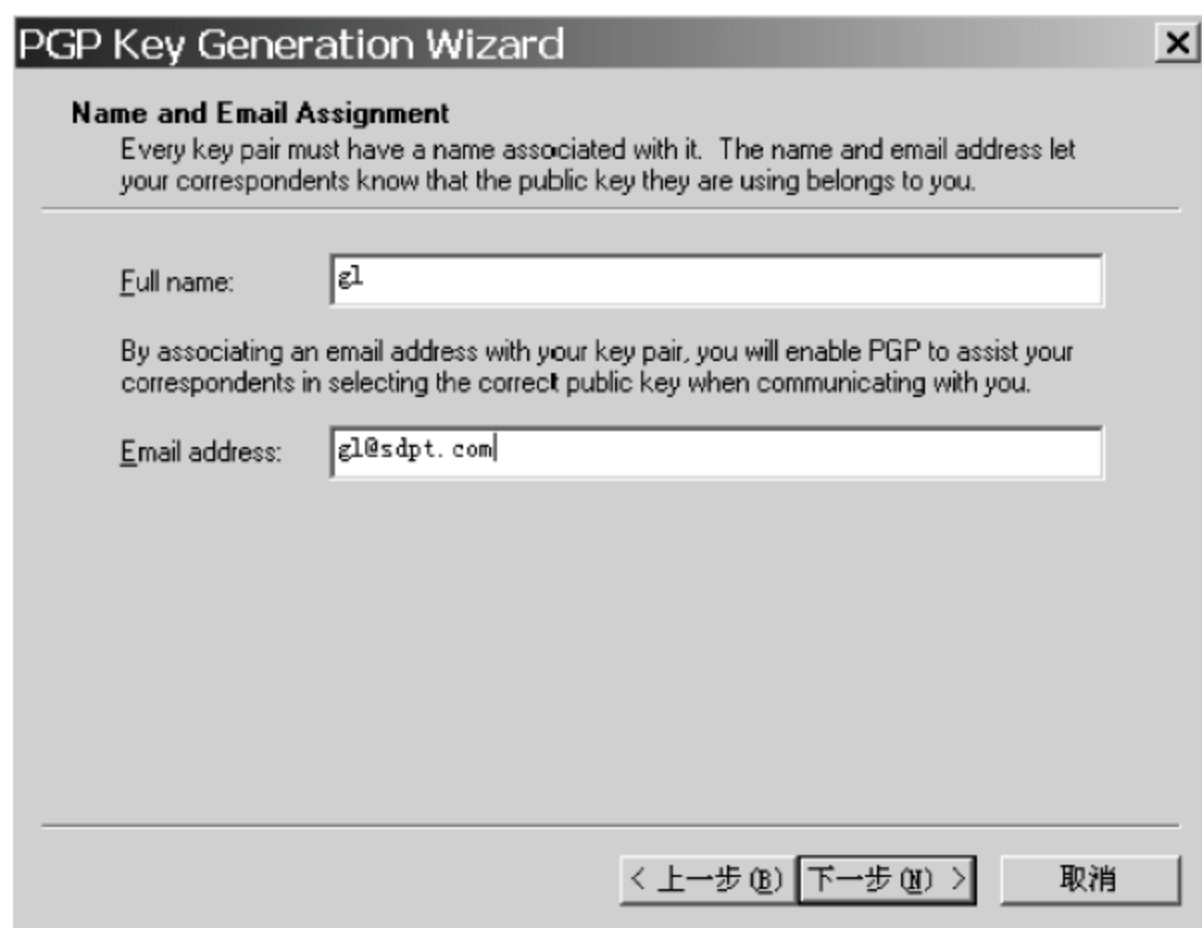 PGP Key Generation Wizard
Name and Email Assignment
Every key pair must have a name associated with it. The name and email address let
your correspondents know that the public key they are using belongs to you.
Full name:
gl
By associating an email address with your key pair, you will enable PGP to assist your
correspondents in selecting the correct public key when communicating with you.
Email address:
gl@sdpt.com
< 上一步(B) 下一步(N) > 取消